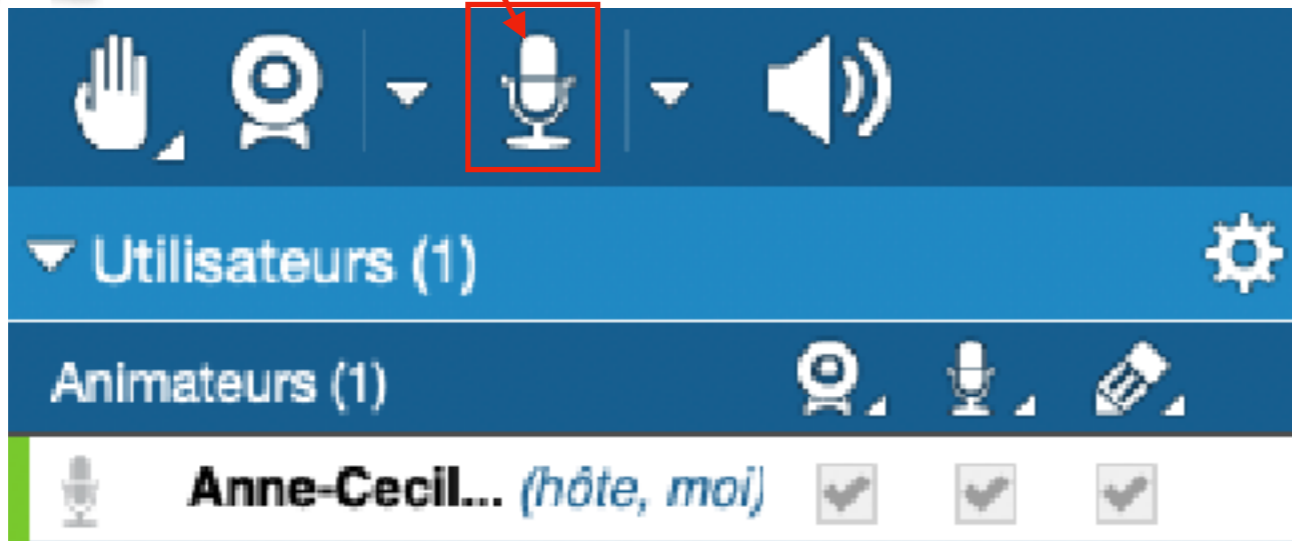 Utilisateurs (1)
Animateurs (1)
Anne-Cecil... (hôte, moi)